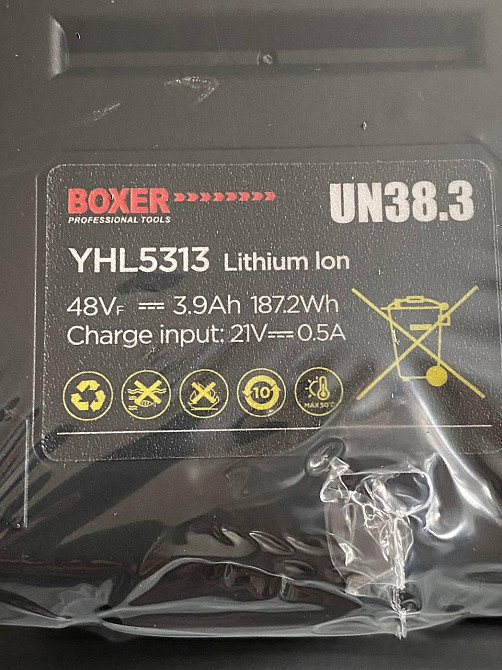 BOXER
PROFESSIONAL TOOLS
UN38.3
YHL5313 Lithium Ion
48VF ⎓ 3.9Ah 187.2Wh
Charge input: 21V⎓0.5A
10
MAX 50°C